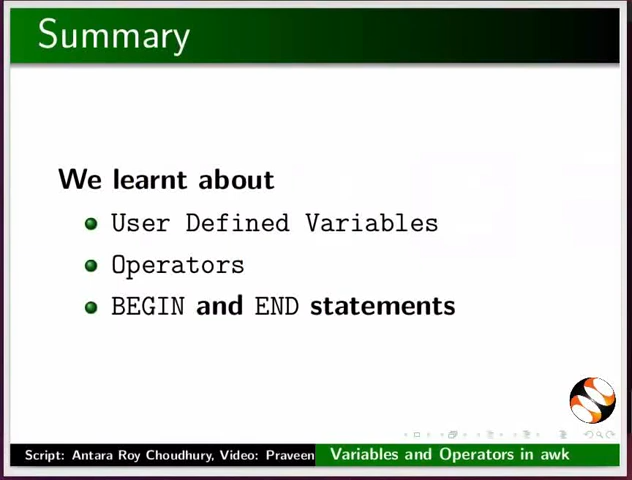 Summary
We learnt about
User Defined Variables
Operators
BEGIN and END statements
Script: Antara Roy Choudhury, Video: Praveen
Variables and Operators in awk